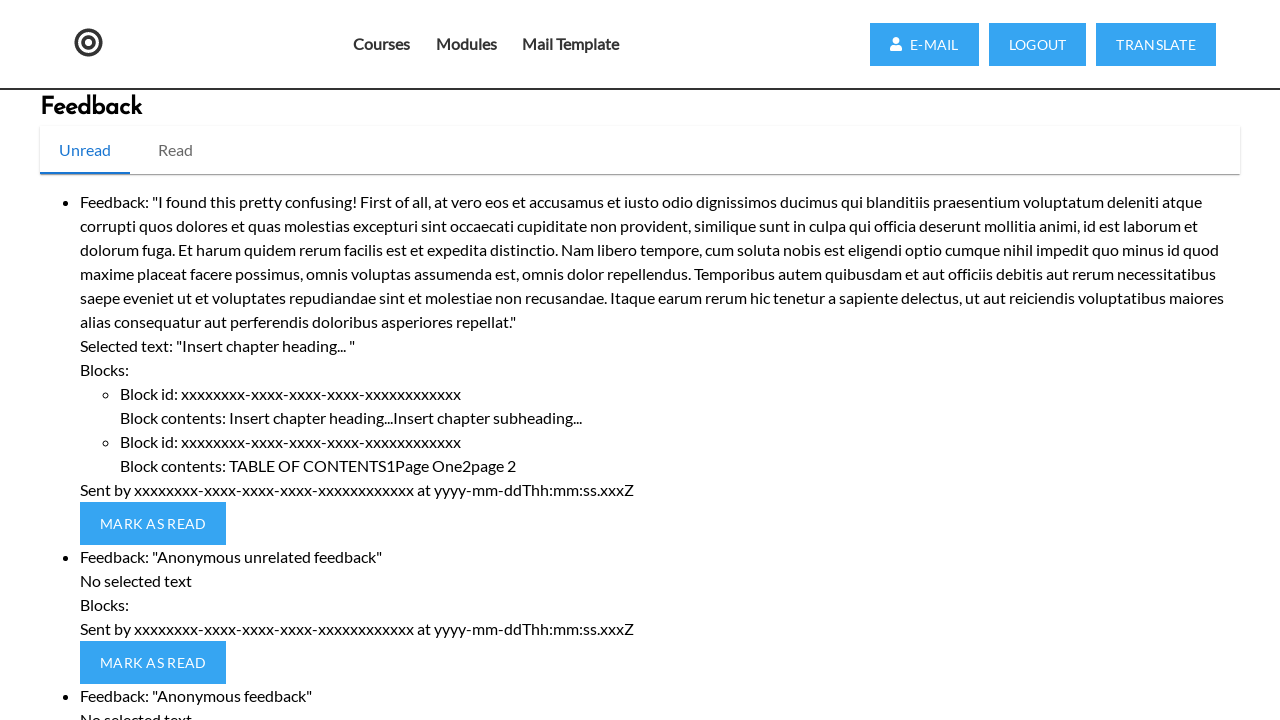 Courses Modules Mail Template E-MAIL LOGOUT TRANSLATE
Feedback
Unread Read
Feedback: "I found this pretty confusing! First of all, at vero eos et accusamus et iusto odio dignissimos ducimus qui blanditiis praesentium voluptatum deleniti atque
corrupti quos dolores et quas molestias excepturi sint occaecati cupiditate non provident, similique sunt in culpa qui officia deserunt mollitia animi, id est laborum et
dolorum fuga. Et harum quidem rerum facilis est et expedita distinctio. Nam libero tempore, cum soluta nobis est eligendi optio cumque nihil impedit quo minus id quod
maxime placeat facere possimus, omnis voluptas assumenda est, omnis dolor repellendus. Temporibus autem quibusdam et aut officiis debitis aut rerum necessitatibus
saepe eveniet ut et voluptates repudiandae sint et molestiae non recusandae. Itaque earum rerum hic tenetur a sapiente delectus, ut aut reiciendis voluptatibus maiores
alias consequatur aut perferendis doloribus asperiores repellat."
Selected text: "Insert chapter heading... "
Blocks:
Block id: xxxxxxxx-xxxx-xxxx-xxxx-xxxxxxxxxxxx
Block contents: Insert chapter heading...Insert chapter subheading...
Block id: xxxxxxxx-xxxx-xxxx-xxxx-xxxxxxxxxxxx
Block contents: TABLE OF CONTENTS1Page One2page 2
Sent by xxxxxxxx-xxxx-xxxx-xxxx-xxxxxxxxxxxx at yyyy-mm-ddThh:mm:ss.xxxZ
MARK AS READ
Feedback: "Anonymous unrelated feedback"
No selected text
Blocks:
Sent by xxxxxxxx-xxxx-xxxx-xxxx-xxxxxxxxxxxx at yyyy-mm-ddThh:mm:ss.xxxZ
MARK AS READ
Feedback: "Anonymous feedback"
No selected text